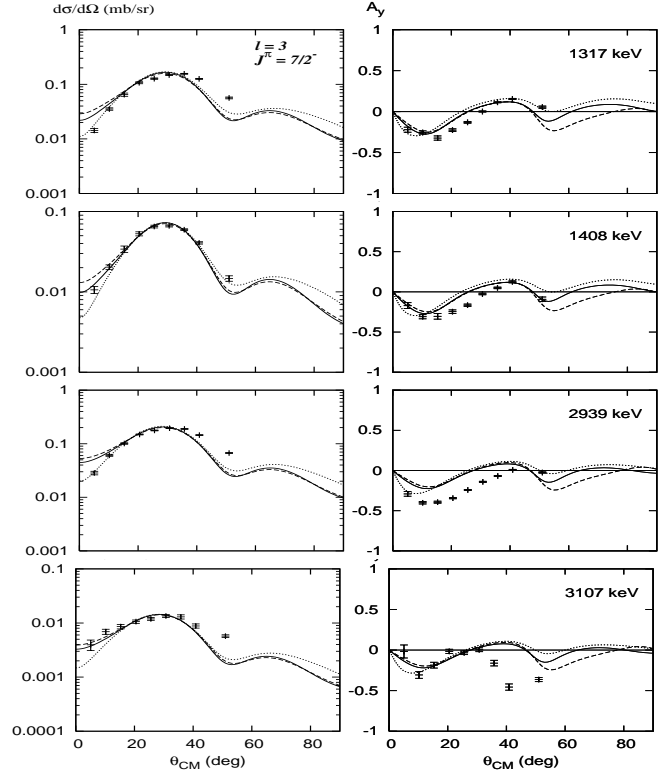 dσ/dΩ (mb/sr)
A_y
l = 3
J^π = 7/2^-
1317 keV
0.1
0.01
0.001
1
0.5
0
-0.5
-1
1408 keV
0.1
0.01
0.001
1
0.5
0
-0.5
-1
2939 keV
1
0.1
0.01
0.001
1
0.5
0
-0.5
-1
3107 keV
0.1
0.01
0.001
0.0001
1
0.5
0
-0.5
-1
0 20 40 60 80
0 20 40 60 80
θ_CM (deg)
θ_CM (deg)